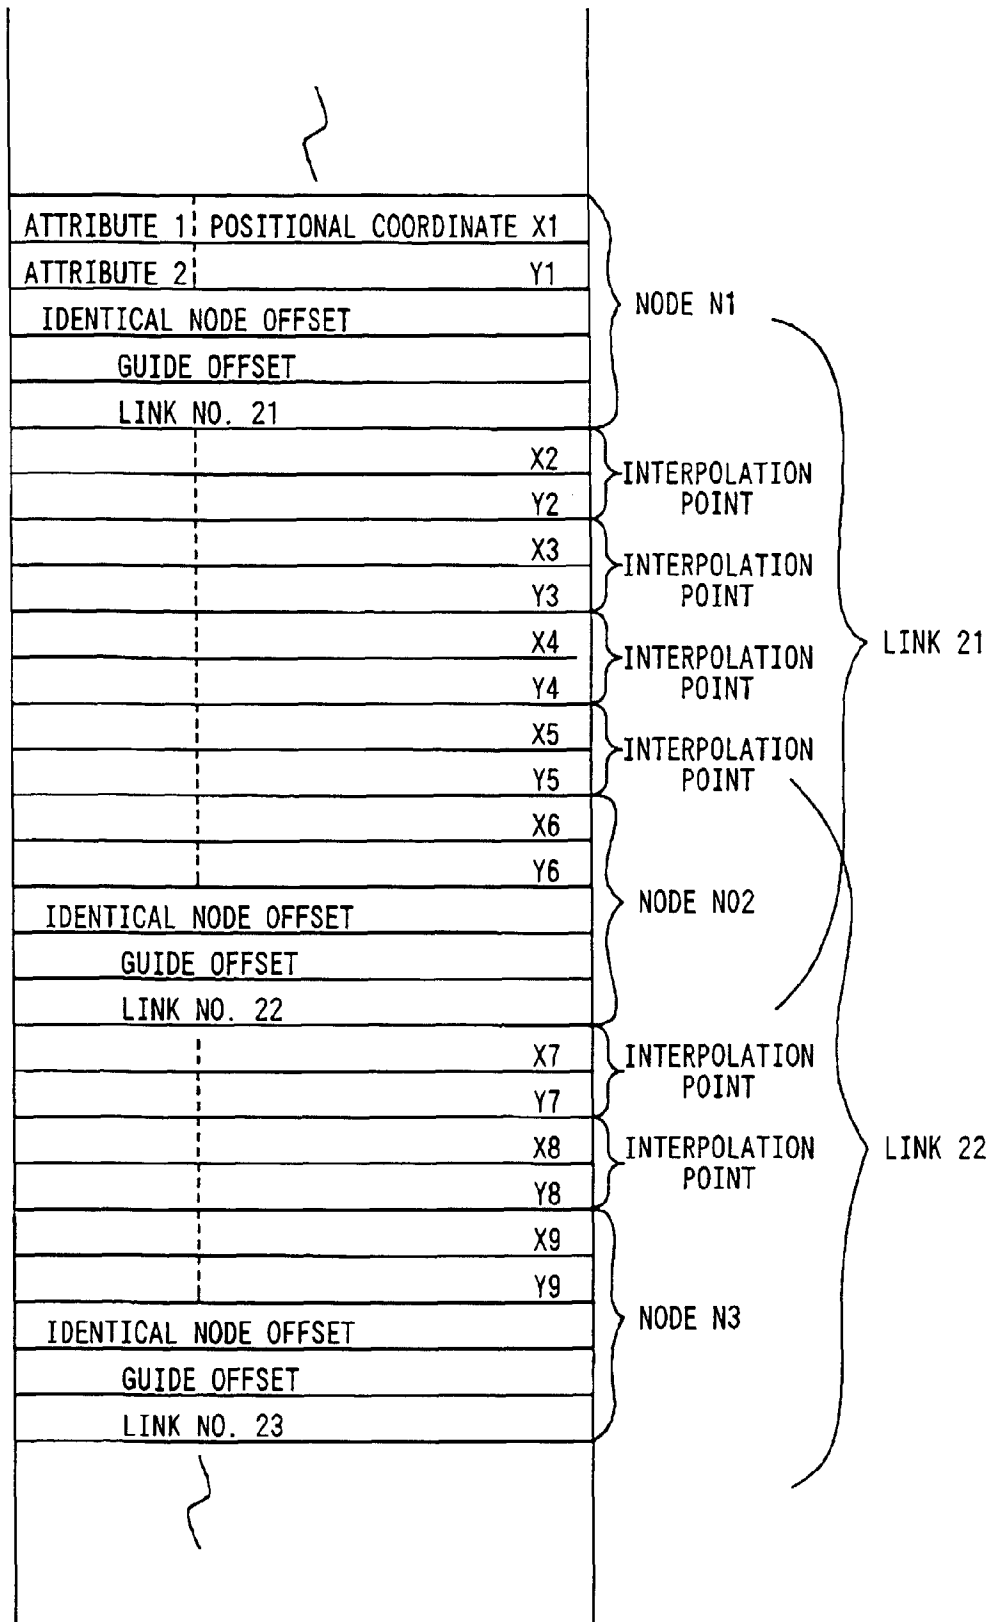 ATTRIBUTE 1 POSITIONAL COORDINATE X1
ATTRIBUTE 2 Y1
IDENTICAL NODE OFFSET
GUIDE OFFSET
LINK NO. 21
NODE N1
X2
Y2
INTERPOLATION
POINT
X3
Y3
INTERPOLATION
POINT
X4
Y4
INTERPOLATION
POINT
X5
Y5
INTERPOLATION
POINT
LINK 21
X6
Y6
IDENTICAL NODE OFFSET
GUIDE OFFSET
LINK NO. 22
NODE N02
X7
Y7
INTERPOLATION
POINT
X8
Y8
INTERPOLATION
POINT
LINK 22
X9
Y9
IDENTICAL NODE OFFSET
GUIDE OFFSET
LINK NO. 23
NODE N3